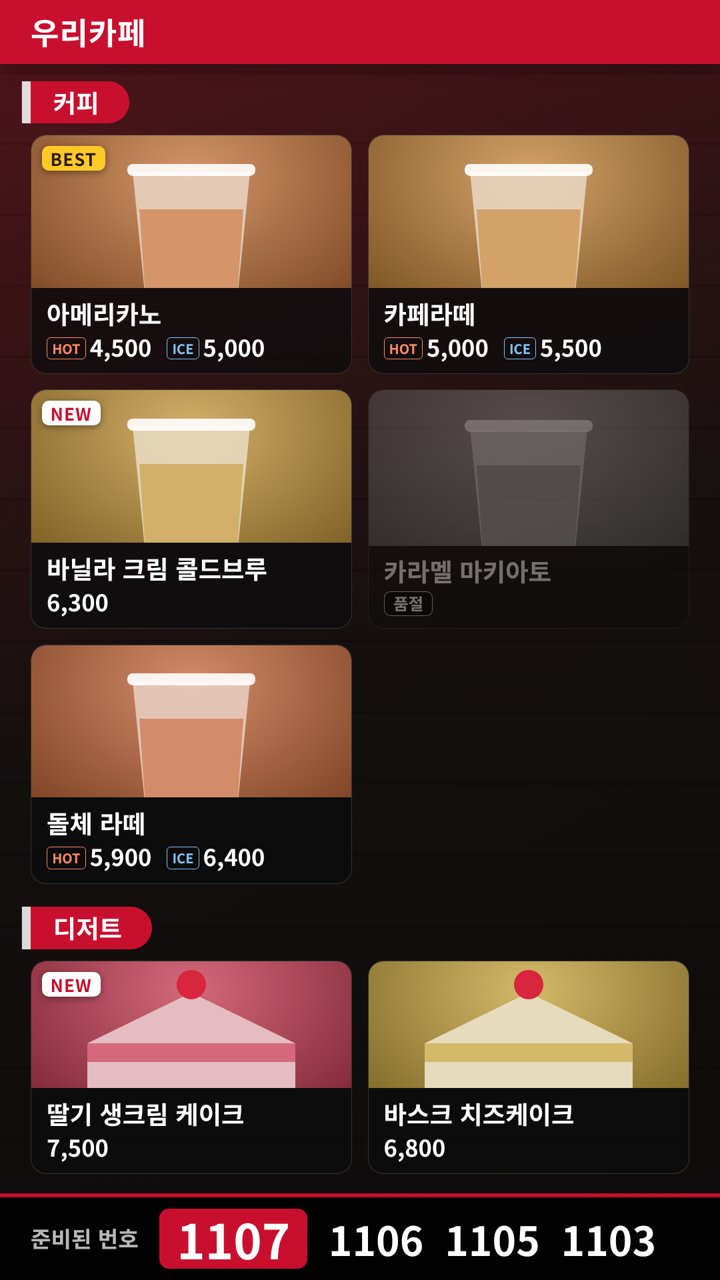 우리카페
커피
BEST
아메리카노
HOT 4,500 ICE 5,000
카페라떼
HOT 5,000 ICE 5,500
NEW
바닐라 크림 콜드브루
6,300
카라멜 마키아토
품절
돌체 라떼
HOT 5,900 ICE 6,400
디저트
NEW
딸기 생크림 케이크
7,500
바스크 치즈케이크
6,800
준비된 번호 1107 1106 1105 1103